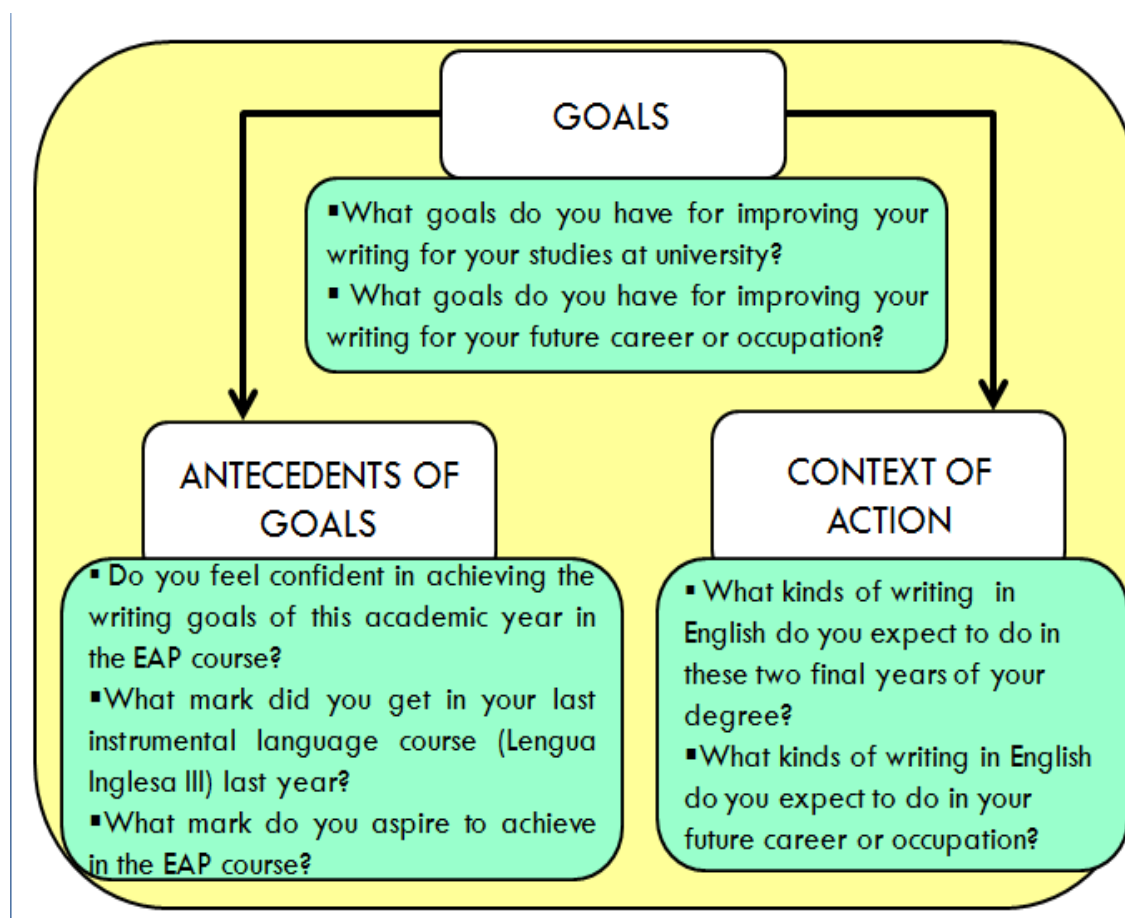 GOALS
▪What goals do you have for improving your
writing for your studies at university?
▪ What goals do you have for improving your
writing for your future career or occupation?
ANTECEDENTS OF
GOALS
▪ Do you feel confident in achieving the
writing goals of this academic year in
the EAP course?
▪What mark did you get in your last
instrumental language course (Lengua
Inglesa III) last year?
▪What mark do you aspire to achieve
in the EAP course?
CONTEXT OF
ACTION
▪ What kinds of writing in
English do you expect to do in
these two final years of your
degree?
▪What kinds of writing in English
do you expect to do in your
future career or occupation?